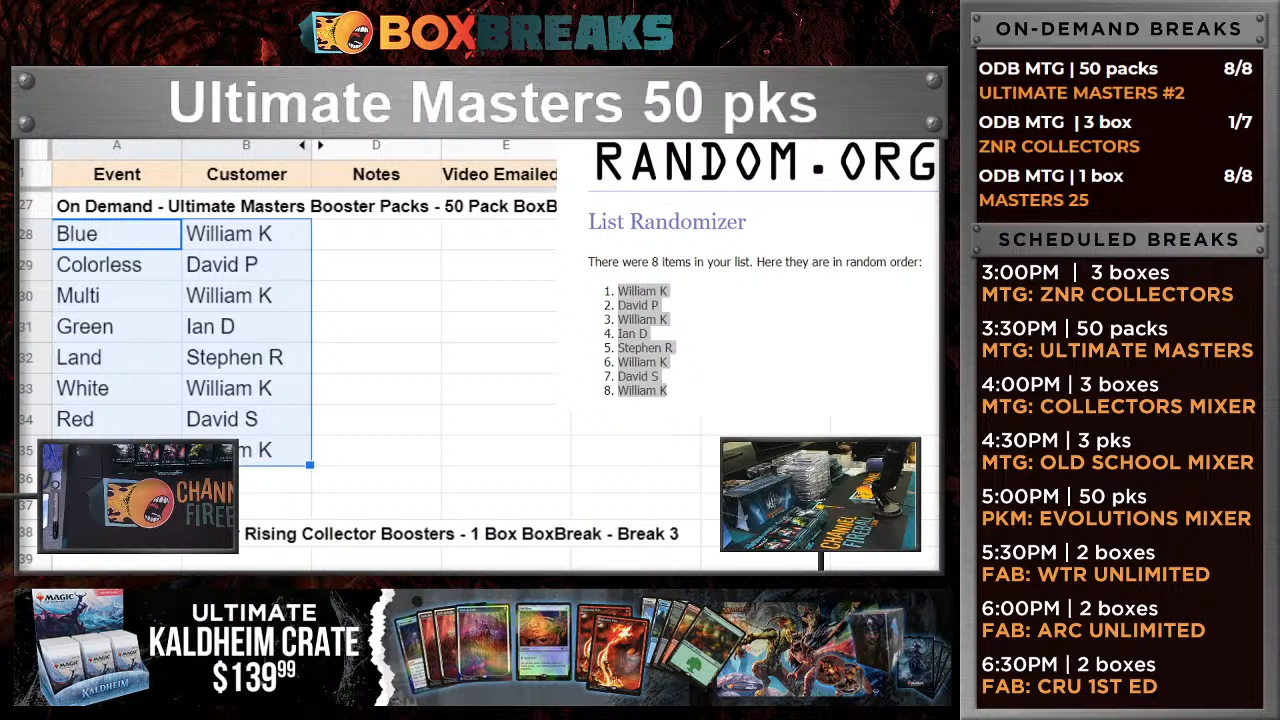 BOXBREAKS
Ultimate Masters 50 pks
A B D E
Event Customer Notes Video Emailed
27 On Demand - Ultimate Masters Booster Packs - 50 Pack BoxB
28 Blue William K
29 Colorless David P
30 Multi William K
31 Green Ian D
32 Land Stephen R
33 White William K
34 Red David S
35 m K
36
37
38 Rising Collector Boosters - 1 Box BoxBreak - Break 3
39
RANDOM.ORG
List Randomizer
There were 8 items in your list. Here they are in random order:
1. William K
2. David P
3. William K
4. Ian D
5. Stephen R
6. William K
7. David S
8. William K
CHANN
FIREB
CHANNEL
FIREBALL
MAGIC
KALDHEIM
ULTIMATE
KALDHEIM CRATE
$139.99
ON-DEMAND BREAKS
ODB MTG | 50 packs 8/8
ULTIMATE MASTERS #2
ODB MTG | 3 box 1/7
ZNR COLLECTORS
ODB MTG | 1 box 8/8
MASTERS 25
SCHEDULED BREAKS
3:00PM | 3 boxes
MTG: ZNR COLLECTORS
3:30PM | 50 packs
MTG: ULTIMATE MASTERS
4:00PM | 3 boxes
MTG: COLLECTORS MIXER
4:30PM | 3 pks
MTG: OLD SCHOOL MIXER
5:00PM | 50 pks
PKM: EVOLUTIONS MIXER
5:30PM | 2 boxes
FAB: WTR UNLIMITED
6:00PM | 2 boxes
FAB: ARC UNLIMITED
6:30PM | 2 boxes
FAB: CRU 1ST ED